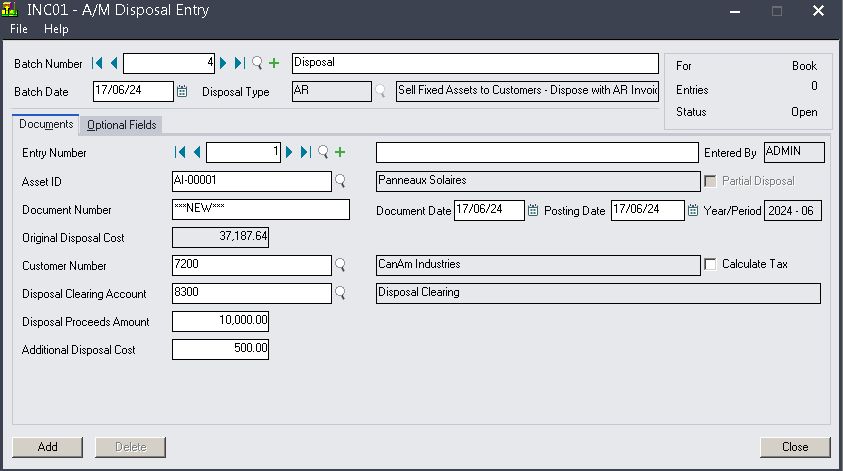 INC01 - A/M Disposal Entry
File Help
Batch Number 4 Disposal For Book
Batch Date 17/06/24 Disposal Type AR Sell Fixed Assets to Customers - Dispose with AR Invoic Entries 0
Status Open
Documents Optional Fields
Entry Number 1 Entered By ADMIN
Asset ID AI-00001 Panneaux Solaires Partial Disposal
Document Number ***NEW*** Document Date 17/06/24 Posting Date 17/06/24 Year/Period 2024 - 06
Original Disposal Cost 37,187.64
Customer Number 7200 CanAm Industries Calculate Tax
Disposal Clearing Account 8300 Disposal Clearing
Disposal Proceeds Amount 10,000.00
Additional Disposal Cost 500.00
Add Delete Close